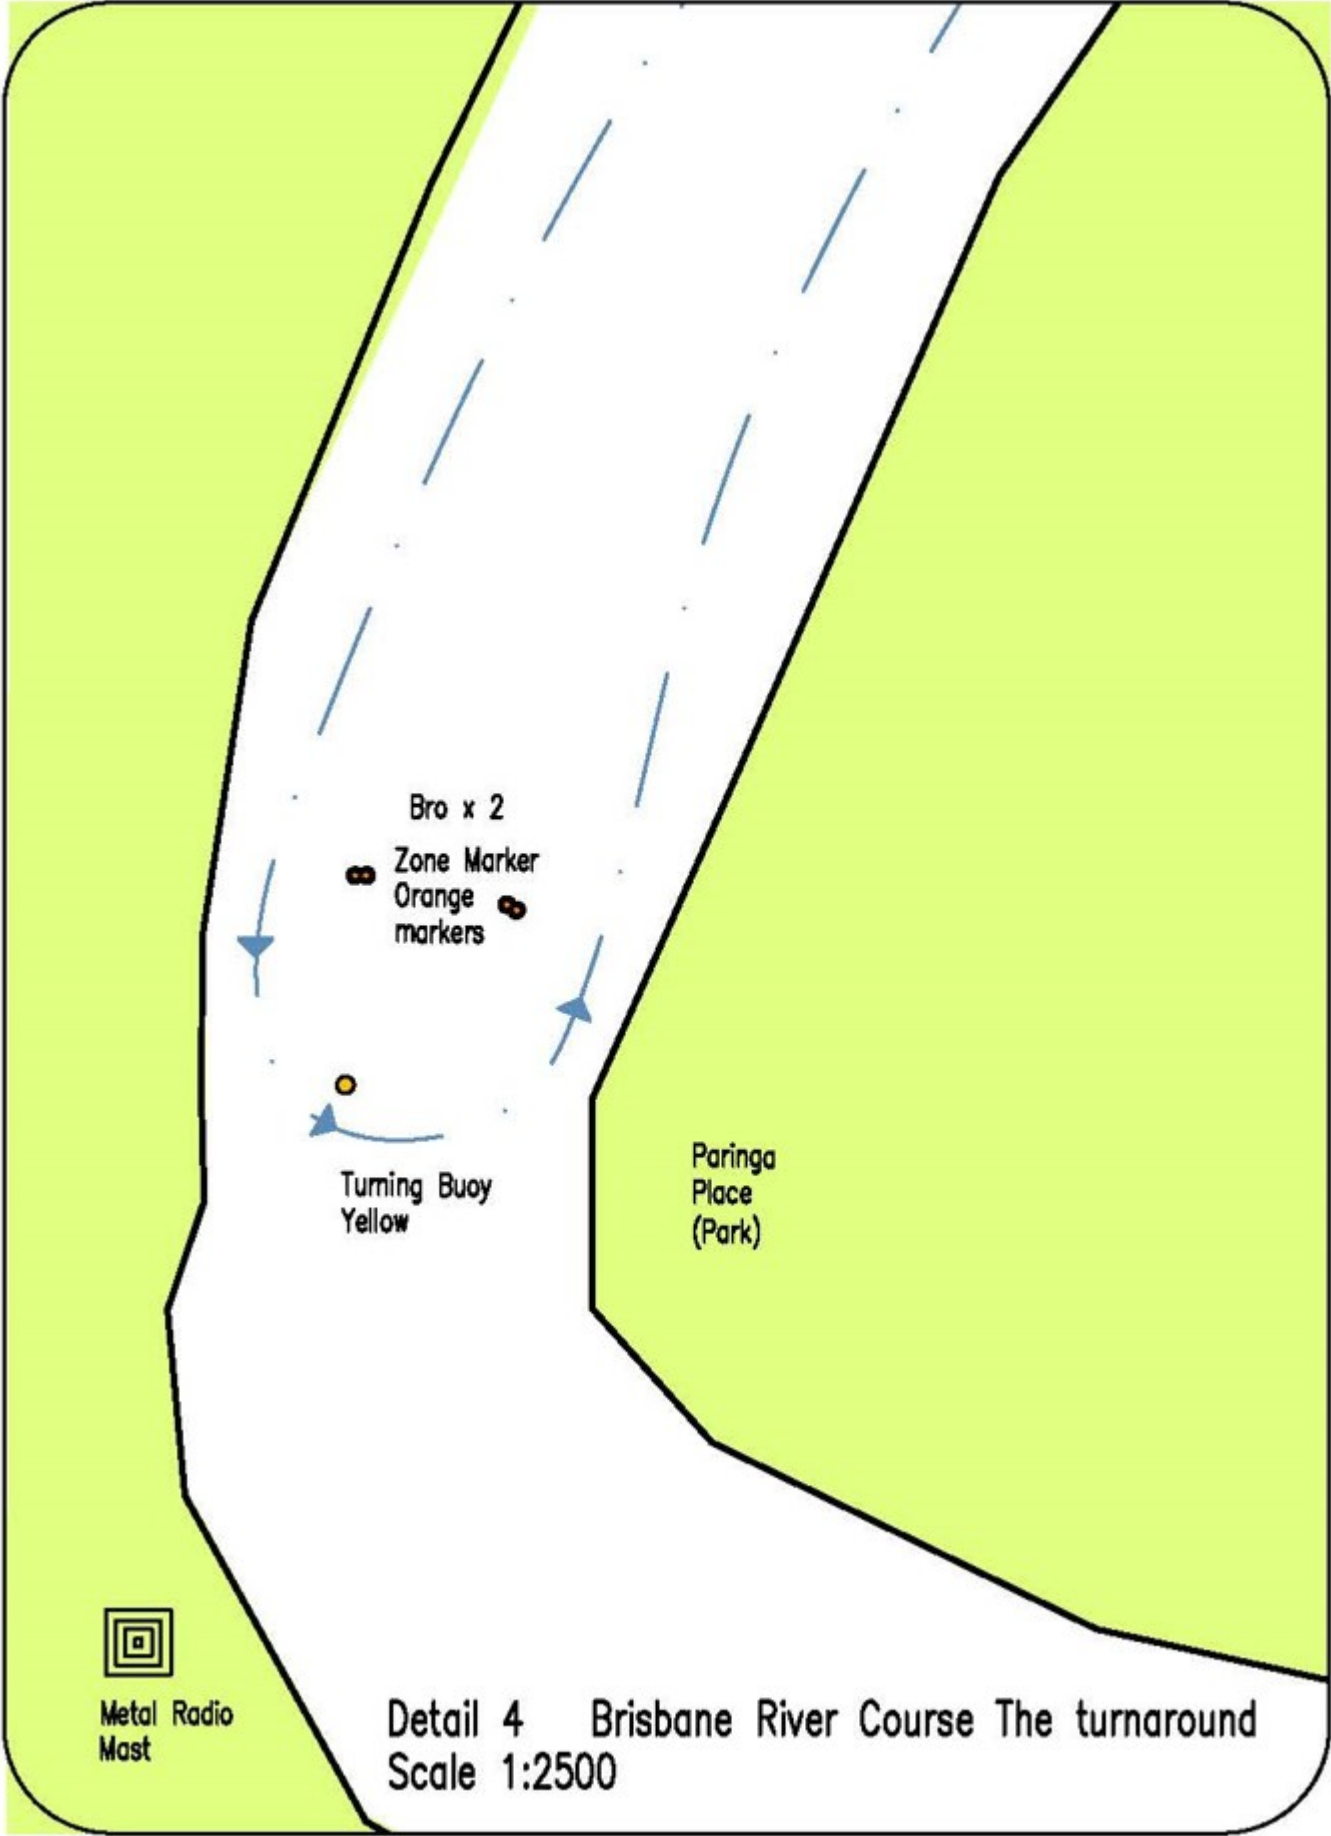 Bro x 2
Zone Marker
Orange
markers
Turning Buoy
Yellow
Paringa
Place
(Park)
Metal Radio
Mast
Detail 4 Brisbane River Course The turnaround
Scale 1:2500